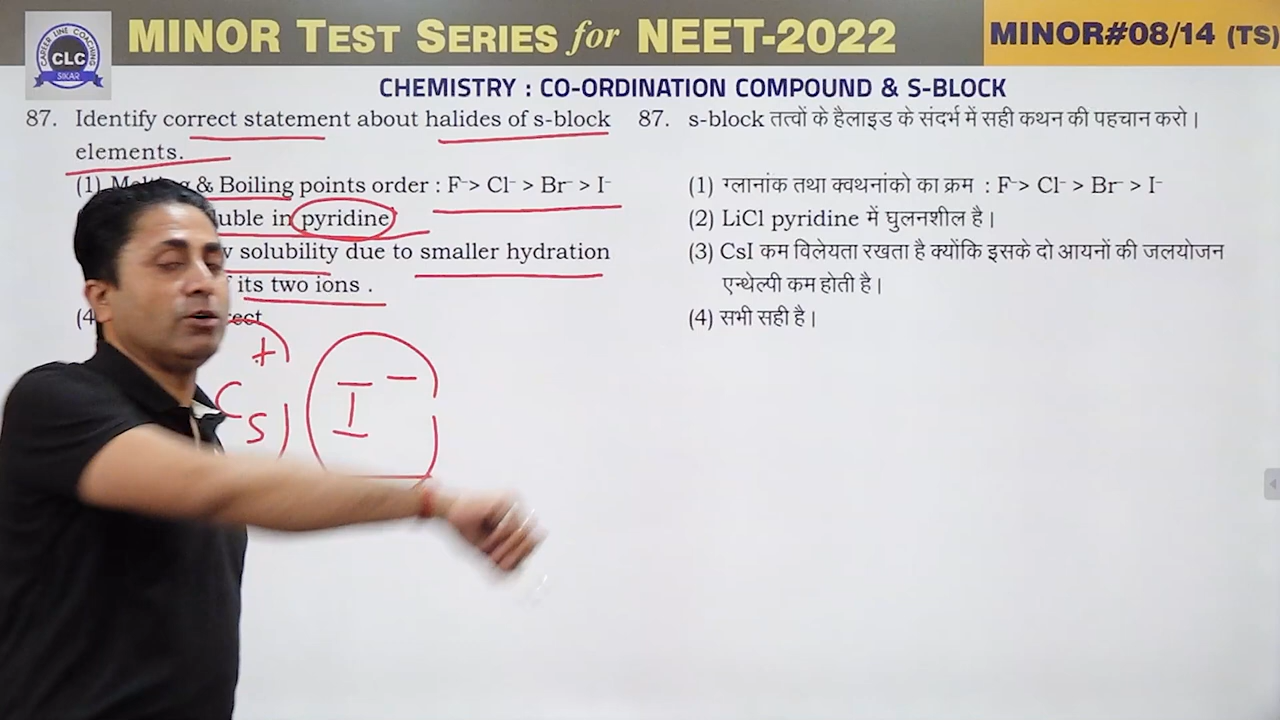 CAREER LINE COACHING
CLC
SIKAR
MINOR TEST SERIES for NEET-2022
MINOR#08/14 (TS)
CHEMISTRY : CO-ORDINATION COMPOUND & S-BLOCK
87. Identify correct statement about halides of s-block
elements.
(1) Melting & Boiling points order : F⁻> Cl⁻ > Br⁻ > I⁻
in pyridine
solubility due to smaller hydration
its two ions .
(4
Cs + I −
87. s-block तत्वों के हैलाइड के संदर्भ में सही कथन की पहचान करो।
(1) ग्लानांक तथा क्वथनांको का क्रम : F⁻> Cl⁻ > Br⁻ > I⁻
(2) LiCl pyridine में घुलनशील है।
(3) CsI कम विलेयता रखता है क्योंकि इसके दो आयनों की जलयोजन
एन्थेल्पी कम होती है।
(4) सभी सही है।